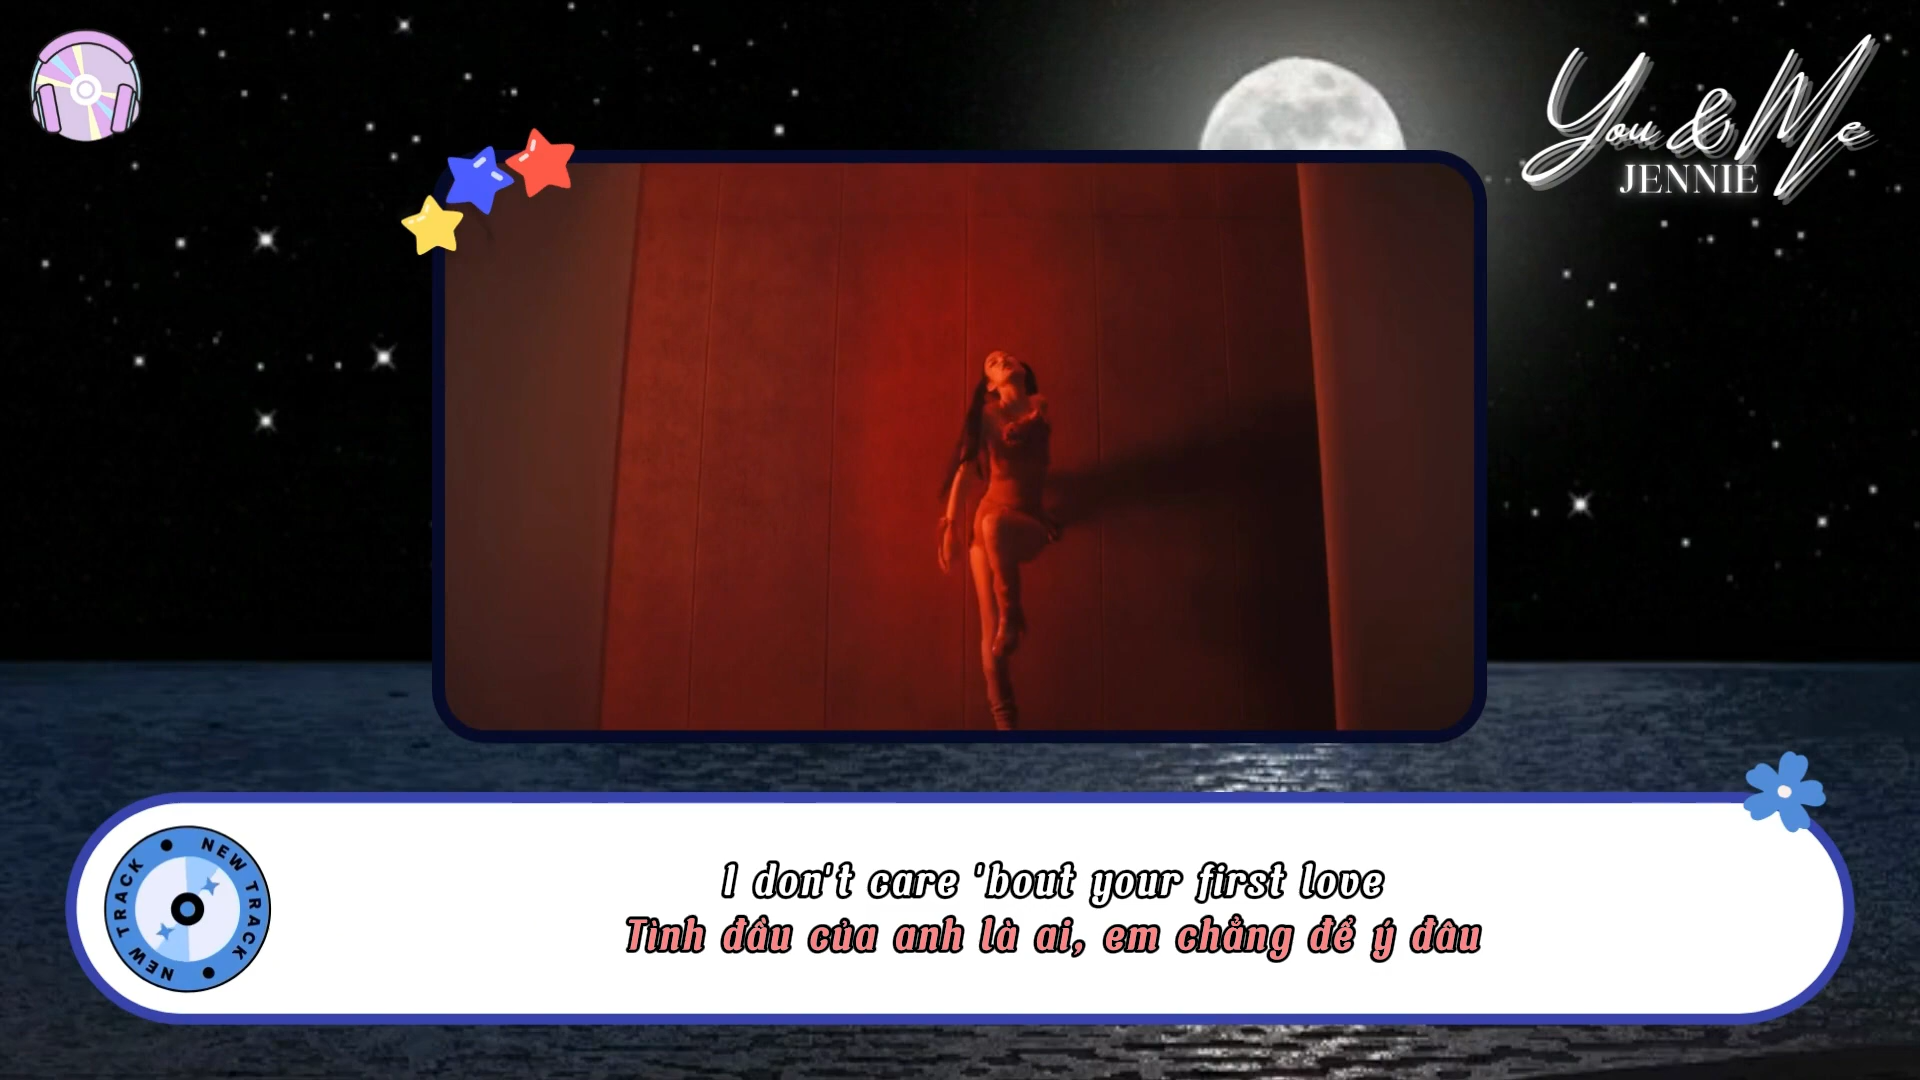 You & Me
JENNIE
I don't care 'bout your first love
Tình đầu của anh là ai, em chẳng để ý đâu
NEW TRACK
NEW TRACK